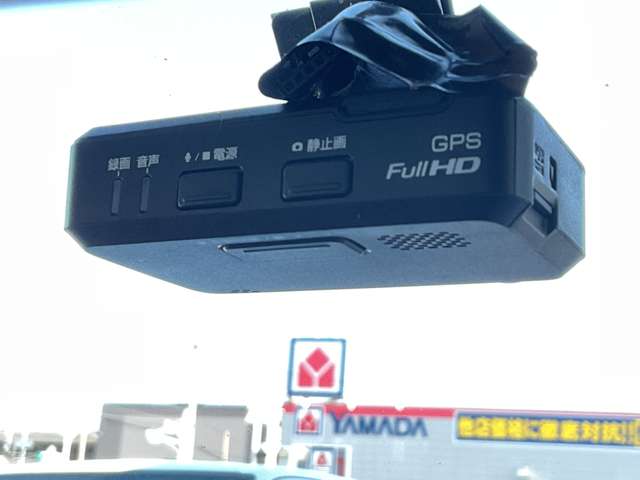 録画 音声 / 電源 静止画
GPS
Full HD
YAMADA
他店価格に徹底対抗!!